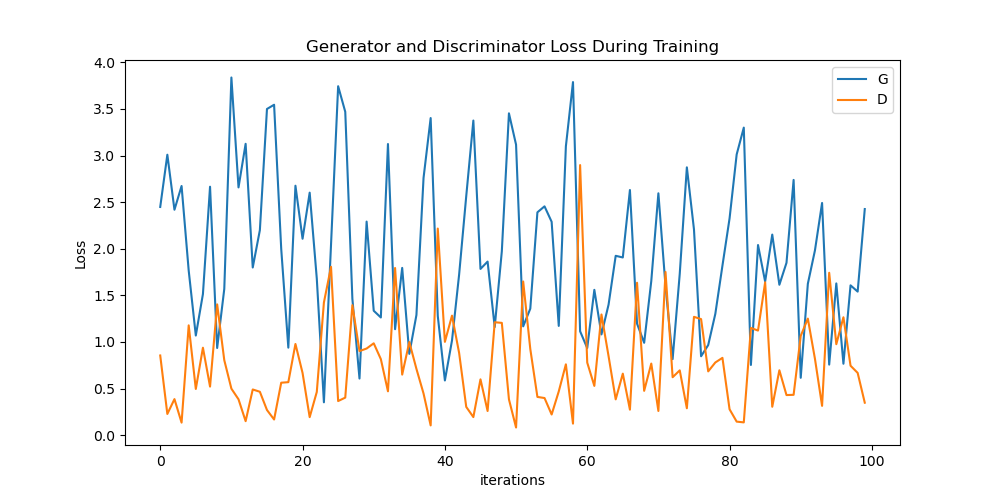 Generator and Discriminator Loss During Training
G
D
Loss
4.0
3.5
3.0
2.5
2.0
1.5
1.0
0.5
0.0
0 20 40 60 80 100
iterations